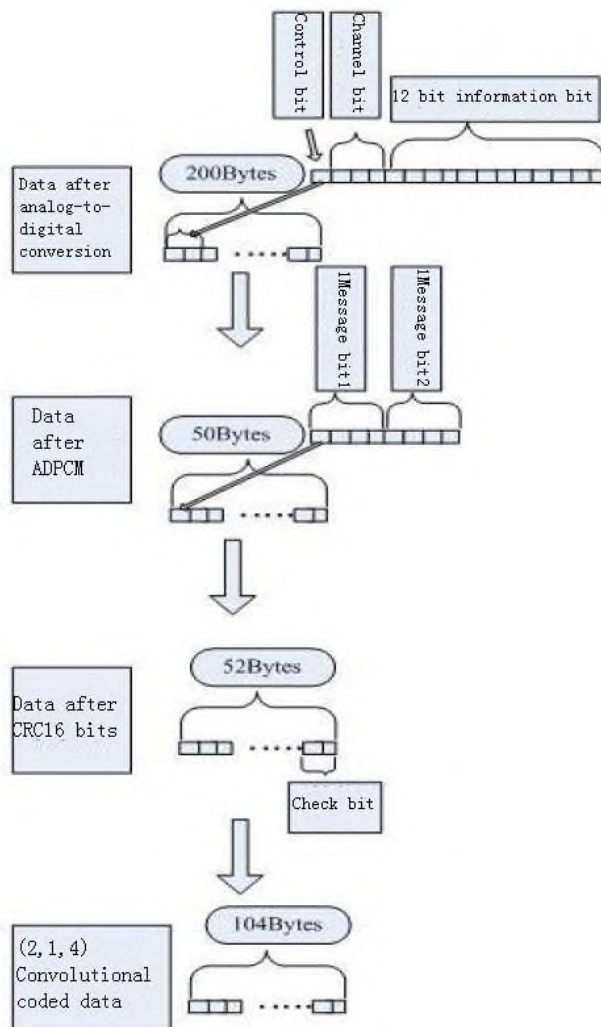 Control bit
Channel bit
12 bit information bit
200Bytes
Data after
analog-to-
digital
conversion
1Message bit1
1Message bit2
50Bytes
Data
after
ADPCM
52Bytes
Data after
CRC16 bits
Check bit
104Bytes
(2,1,4)
Convolutional
coded data